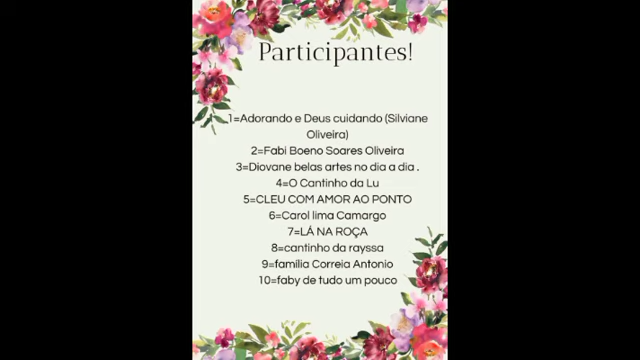 Participantes!
1=Adorando e Deus cuidando (Silviane
Oliveira)
2=Fabi Boeno Soares Oliveira
3=Diovane belas artes no dia a dia .
4=O Cantinho da Lu
5=CLEU COM AMOR AO PONTO
6=Carol lima Camargo
7=LÁ NA ROÇA
8=cantinho da rayssa
9=família Correia Antonio
10=faby de tudo um pouco